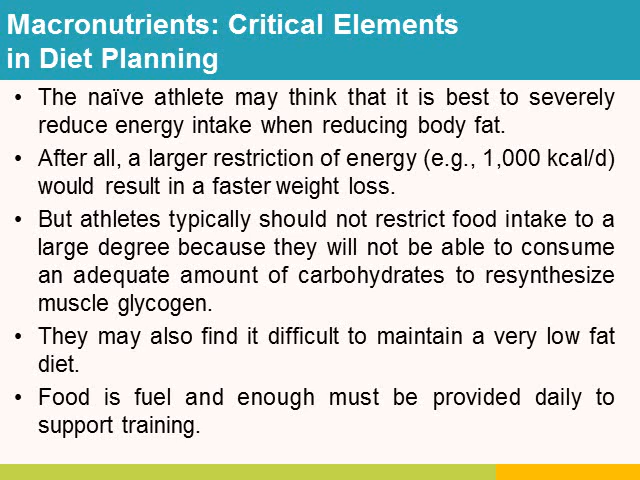 Macronutrients: Critical Elements
in Diet Planning
• The naïve athlete may think that it is best to severely
reduce energy intake when reducing body fat.
• After all, a larger restriction of energy (e.g., 1,000 kcal/d)
would result in a faster weight loss.
• But athletes typically should not restrict food intake to a
large degree because they will not be able to consume
an adequate amount of carbohydrates to resynthesize
muscle glycogen.
• They may also find it difficult to maintain a very low fat
diet.
• Food is fuel and enough must be provided daily to
support training.